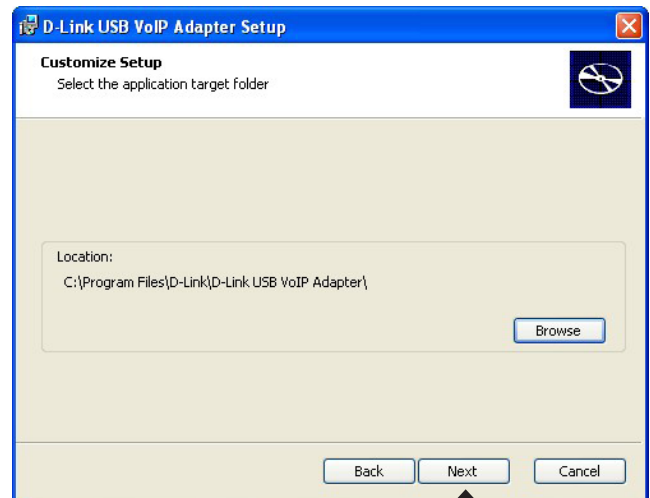 D-Link USB VoIP Adapter Setup
Customize Setup
Select the application target folder
Location:
C:\Program Files\D-Link\D-Link USB VoIP Adapter\
Browse
Back Next Cancel